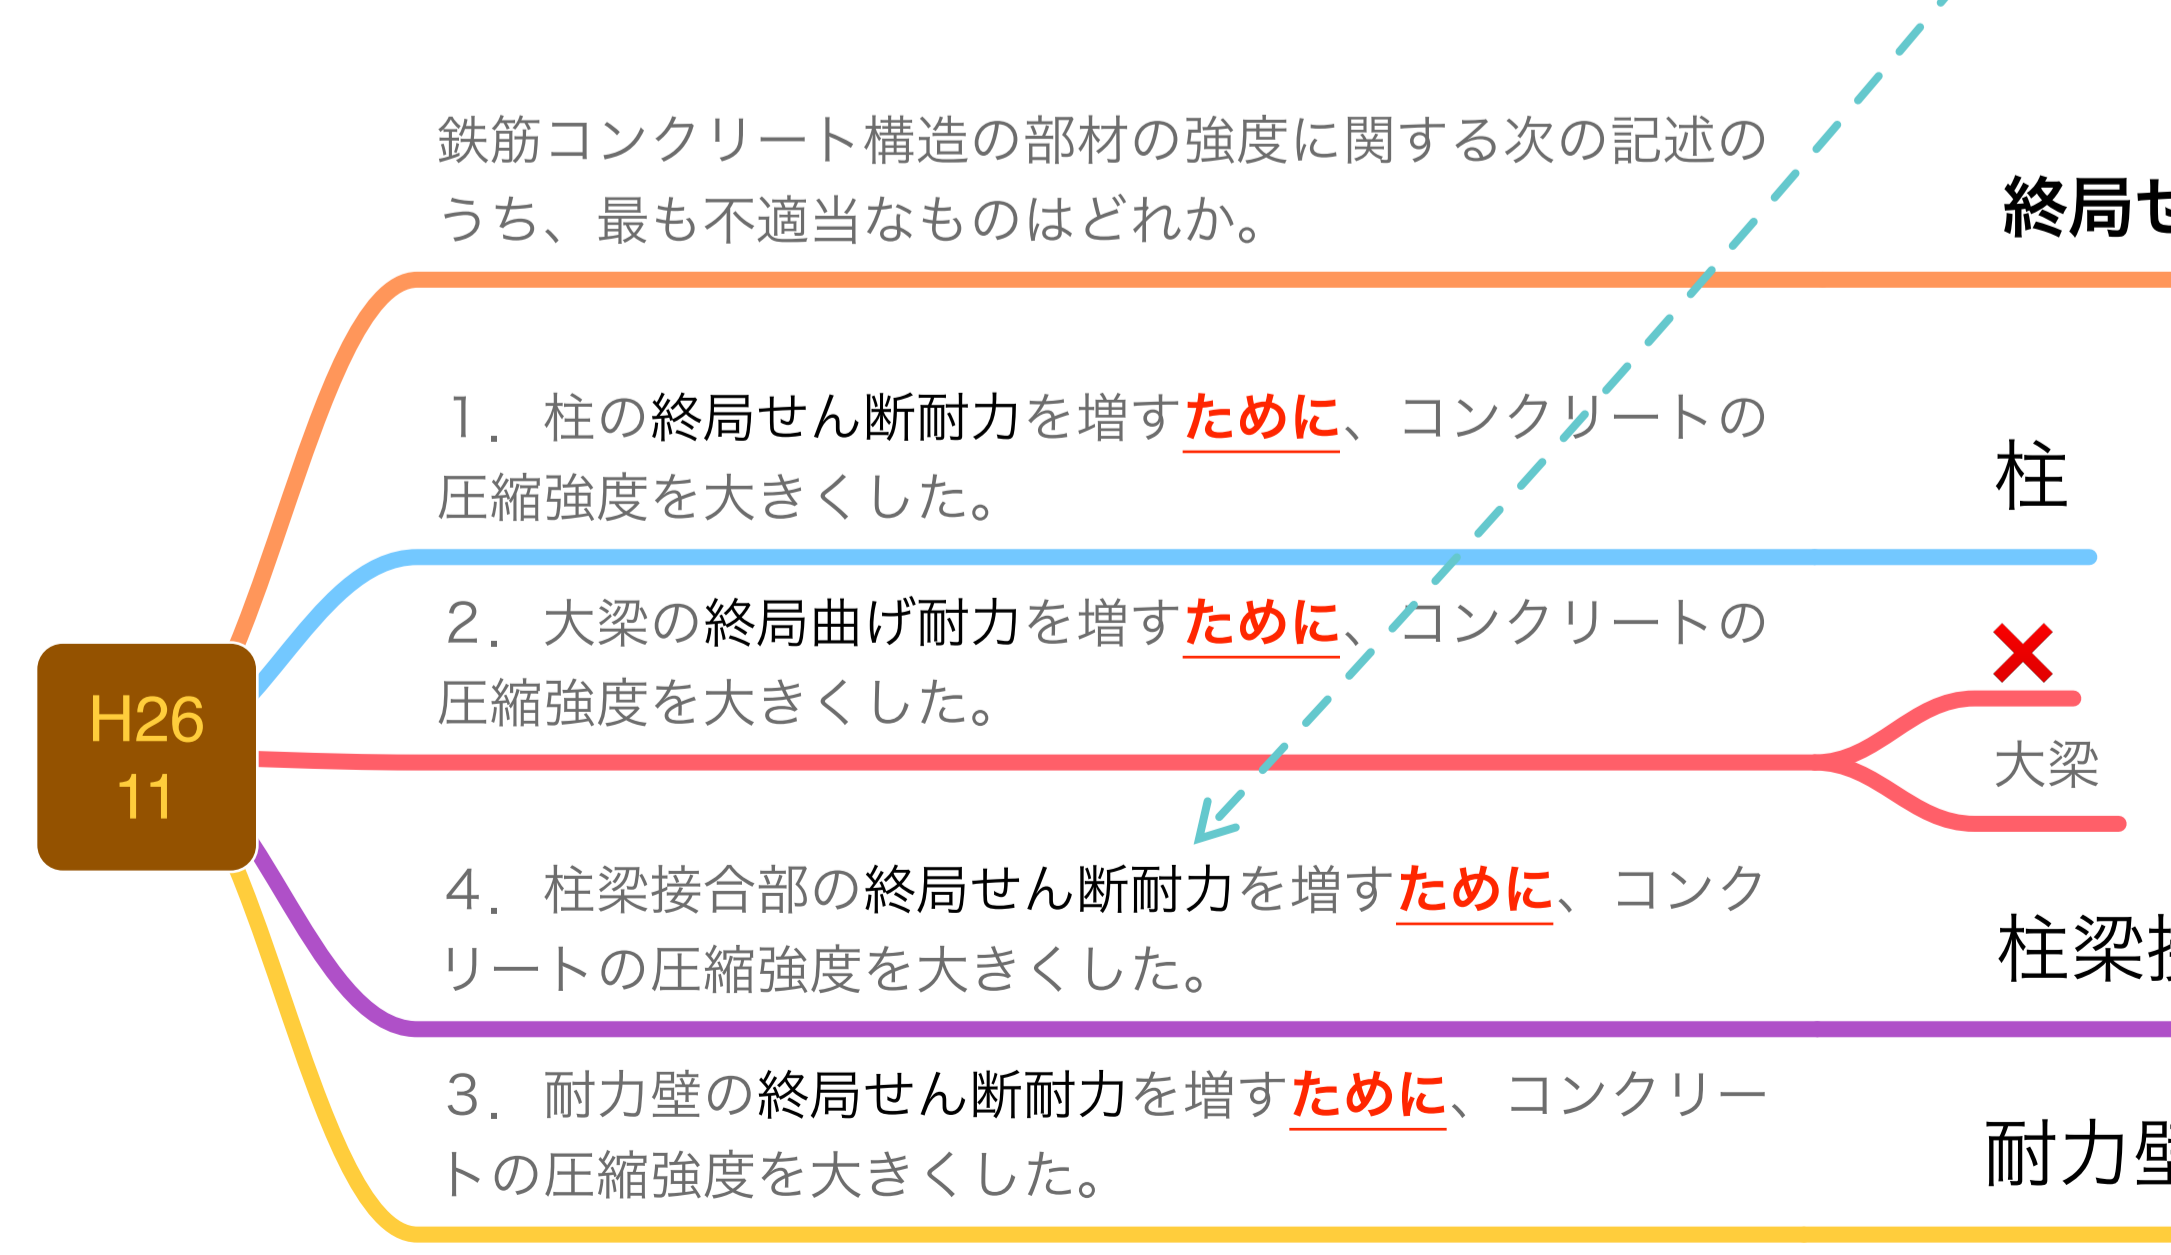 鉄筋コンクリート構造の部材の強度に関する次の記述の
うち、最も不適当なものはどれか。
終局せ
1．柱の終局せん断耐力を増すために、コンクリートの
圧縮強度を大きくした。
柱
2．大梁の終局曲げ耐力を増すために、コンクリートの
圧縮強度を大きくした。
大梁
H26
11
4．柱梁接合部の終局せん断耐力を増すために、コンク
リートの圧縮強度を大きくした。
柱梁接
3．耐力壁の終局せん断耐力を増すために、コンクリー
トの圧縮強度を大きくした。
耐力壁